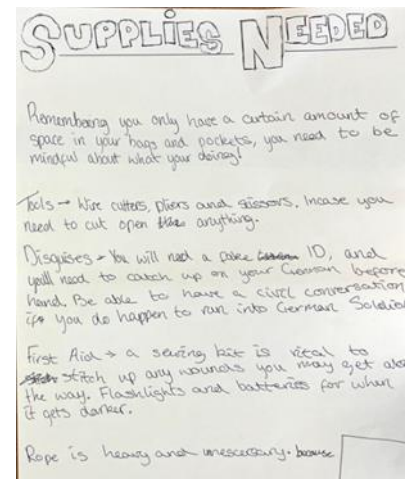 SUPPLIES NEEDED
Remembering you only have a curtain amount of
space in your bags and pockets, you need to be
mindful about what your doing!
Tools → Wire cutters, pliers and scissors. Incase you
need to cut open anything.
Disguises → You will need a fake ID, and
you'll need to catch up on your German before
hand. Be able to have a civil conversation
if you do happen to run into German
First Aid → a sewing kit is vital to
stitch up any wounds you may get
the way. Flashlights and batteries for when
it gets darker.
Rope is heavy and unescersary. because